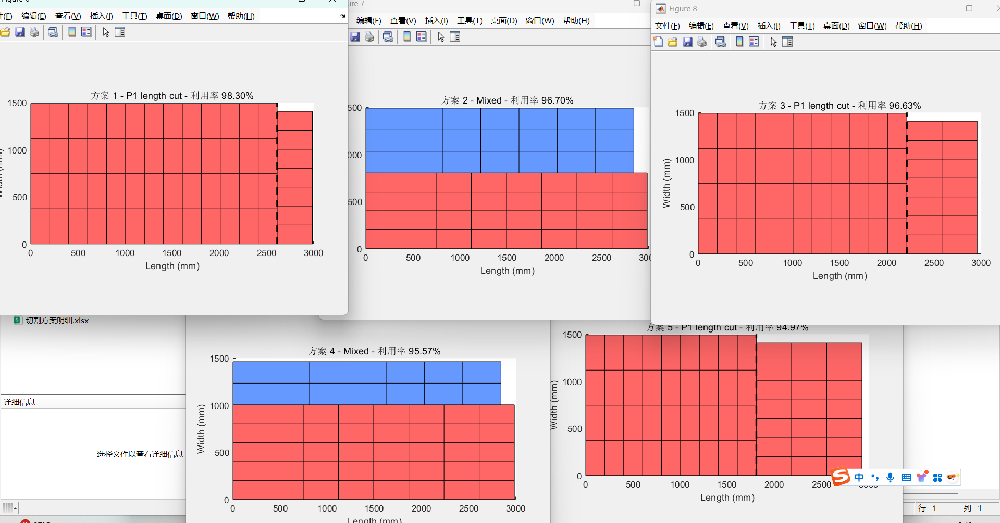 (F) 编辑(E) 查看(V) 插入(I) 工具(T) 桌面(D) 窗口(W) 帮助(H)
方案 1 - P1 length cut - 利用率 98.30%
1500
1000
500
0
0 500 1000 1500 2000 2500 3000
Length (mm)
7
编辑(E) 查看(V) 插入(I) 工具(T) 桌面(D) 窗口(W) 帮助(H)
方案 2 - Mixed - 利用率 96.70%
500
000
500
0
0 500 1000 1500 2000 2500 300
Length (mm)
Figure 8
文件(F) 编辑(E) 查看(V) 插入(I) 工具(T) 桌面(D) 窗口(W) 帮助(H)
方案 3 - P1 length cut - 利用率 96.63%
Width (mm)
1500
1000
500
0
0 500 1000 1500 2000 2500 3000
Length (mm)
切割方案明细.xlsx
详细信息
选择文件以查看详细信息
方案 4 - Mixed - 利用率 95.57%
Width (mm)
1500
1000
500
0
0 500 1000 1500 2000 2500 3000
Length (mm)
方案 5 - P1 length cut - 利用率 94.97%
Width (mm)
1500
1000
500
0
0 500 1000 1500 2000 2500 3000
Length (mm)
中
行 1 列 1